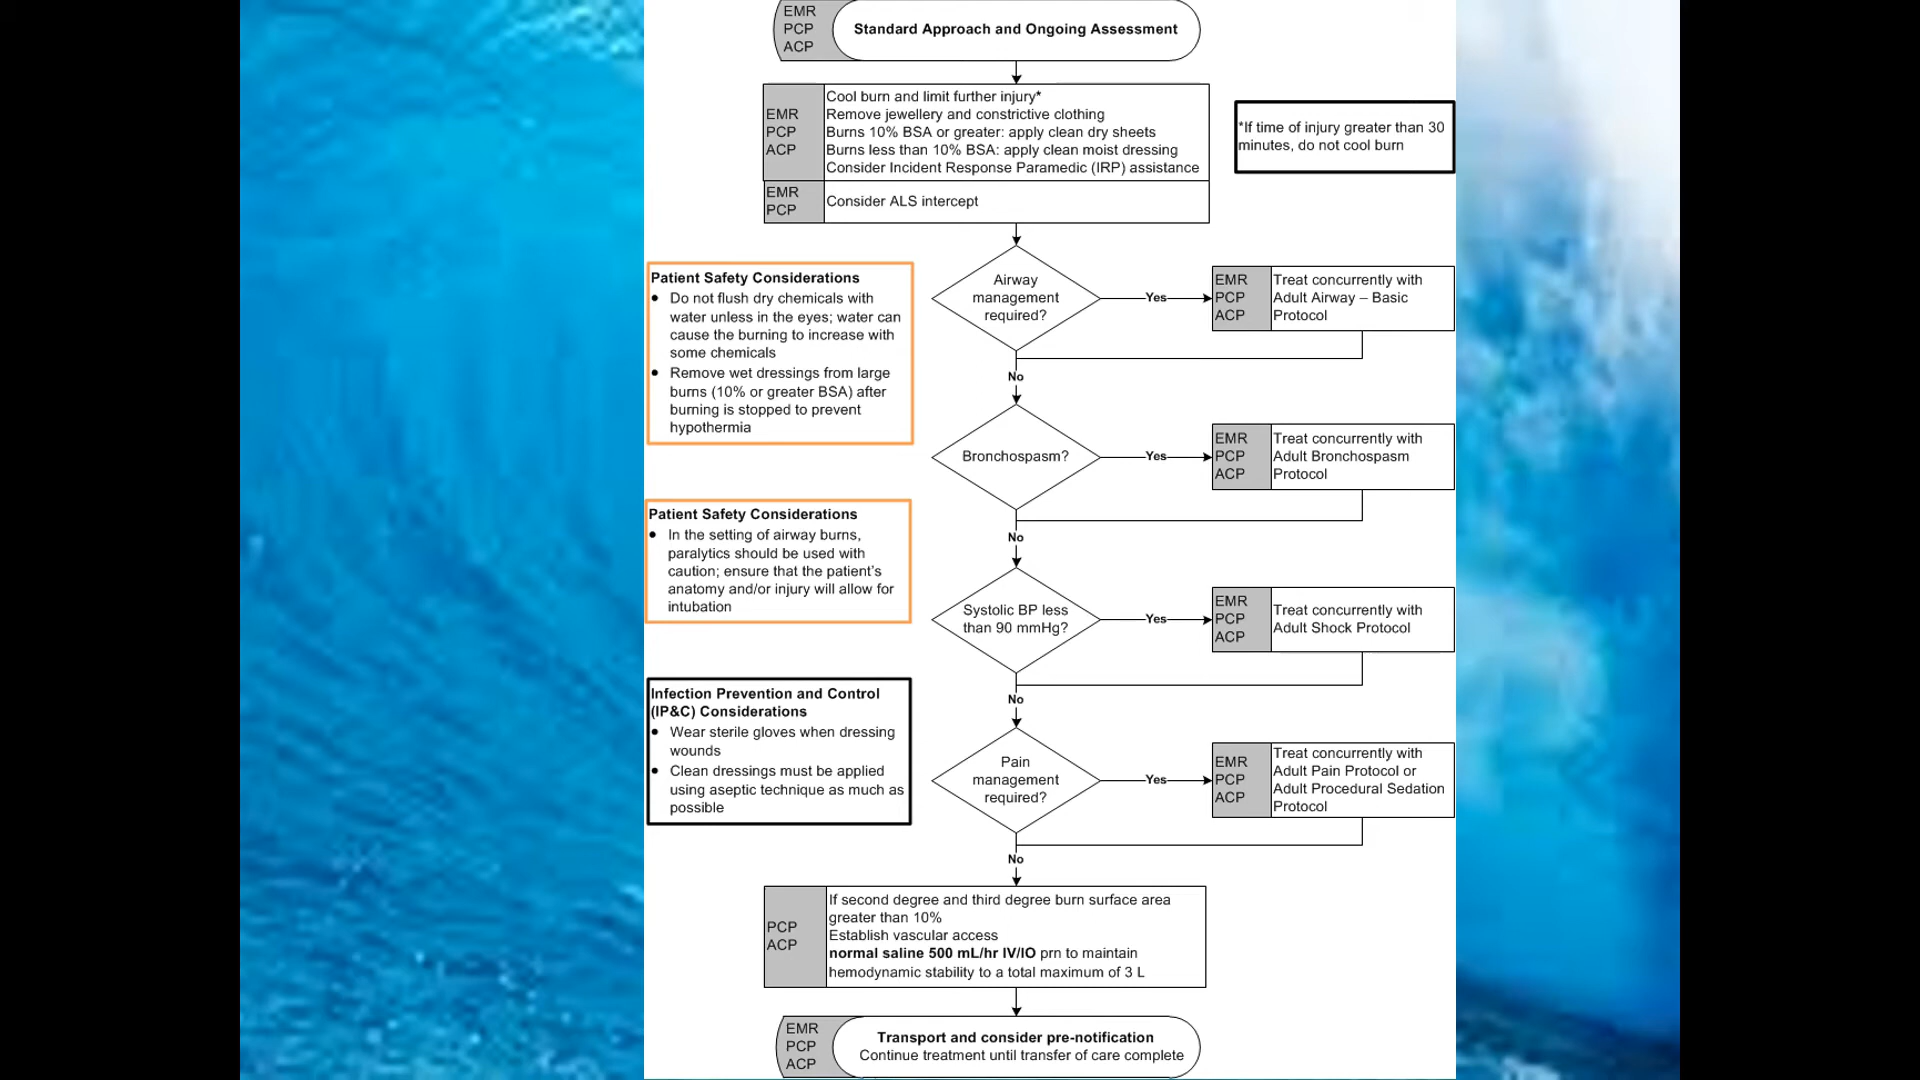 EMR
PCP
ACP
Standard Approach and Ongoing Assessment
EMR
PCP
ACP
Cool burn and limit further injury*
Remove jewellery and constrictive clothing
Burns 10% BSA or greater: apply clean dry sheets
Burns less than 10% BSA: apply clean moist dressing
Consider Incident Response Paramedic (IRP) assistance
*If time of injury greater than 30
minutes, do not cool burn
EMR
PCP
Consider ALS intercept
Patient Safety Considerations
● Do not flush dry chemicals with
water unless in the eyes; water can
cause the burning to increase with
some chemicals
● Remove wet dressings from large
burns (10% or greater BSA) after
burning is stopped to prevent
hypothermia
Airway
management
required?
Yes
EMR
PCP
ACP
Treat concurrently with
Adult Airway – Basic
Protocol
No
Bronchospasm?
Yes
EMR
PCP
ACP
Treat concurrently with
Adult Bronchospasm
Protocol
No
Patient Safety Considerations
● In the setting of airway burns,
paralytics should be used with
caution; ensure that the patient's
anatomy and/or injury will allow for
intubation
Systolic BP less
than 90 mmHg?
Yes
EMR
PCP
ACP
Treat concurrently with
Adult Shock Protocol
No
Infection Prevention and Control
(IP&C) Considerations
● Wear sterile gloves when dressing
wounds
● Clean dressings must be applied
using aseptic technique as much as
possible
Pain
management
required?
Yes
EMR
PCP
ACP
Treat concurrently with
Adult Pain Protocol or
Adult Procedural Sedation
Protocol
No
PCP
ACP
If second degree and third degree burn surface area
greater than 10%
Establish vascular access
normal saline 500 mL/hr IV/IO prn to maintain
hemodynamic stability to a total maximum of 3 L
EMR
PCP
ACP
Transport and consider pre-notification
Continue treatment until transfer of care complete